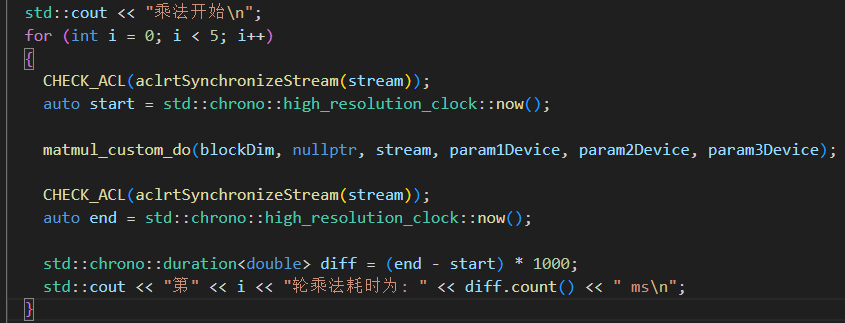 std::cout << "乘法开始\n";
for (int i = 0; i < 5; i++)
{
CHECK_ACL(aclrtSynchronizeStream(stream));
auto start = std::chrono::high_resolution_clock::now();
matmul_custom_do(blockDim, nullptr, stream, param1Device, param2Device, param3Device);
CHECK_ACL(aclrtSynchronizeStream(stream));
auto end = std::chrono::high_resolution_clock::now();
std::chrono::duration<double> diff = (end - start) * 1000;
std::cout << "第" << i << "轮乘法耗时为: " << diff.count() << " ms\n";
}